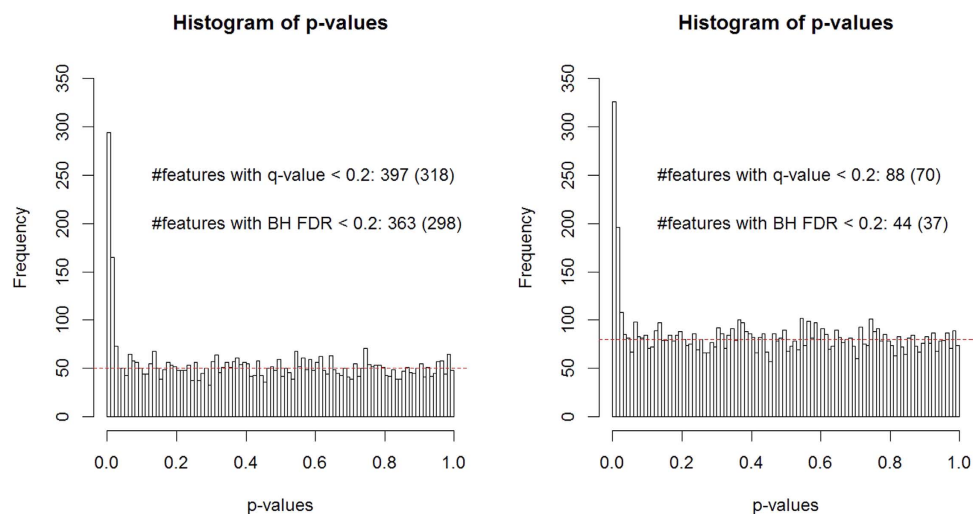 Histogram of p-values
350
300
250
200
150
100
50
0
Frequency
#features with q-value < 0.2: 397 (318)
#features with BH FDR < 0.2: 363 (298)
0.0 0.2 0.4 0.6 0.8 1.0
p-values
Histogram of p-values
350
300
250
200
150
100
50
0
Frequency
#features with q-value < 0.2: 88 (70)
#features with BH FDR < 0.2: 44 (37)
0.0 0.2 0.4 0.6 0.8 1.0
p-values